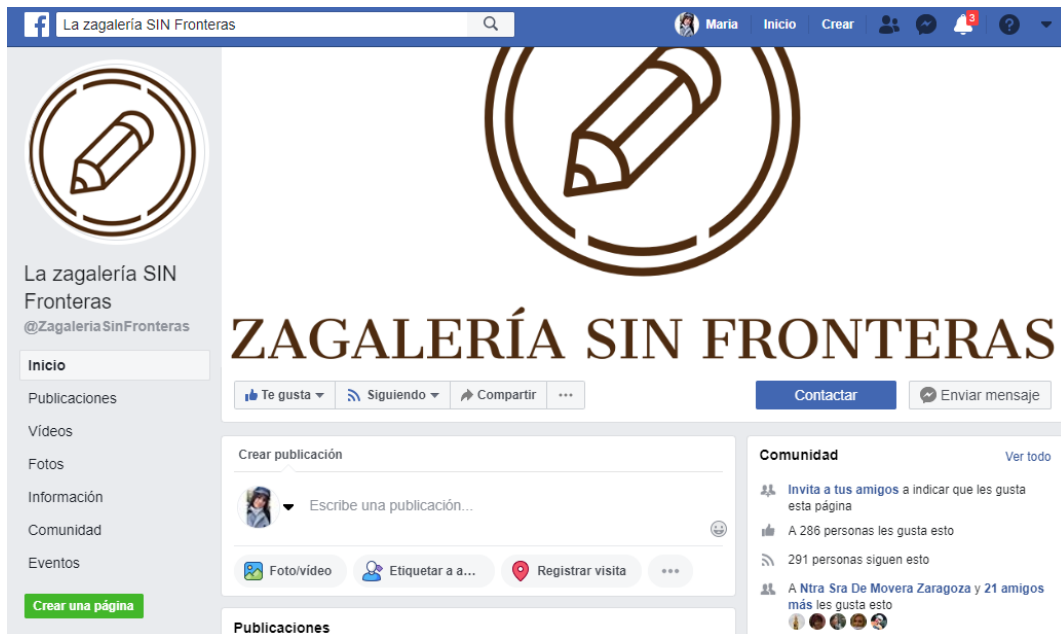 La zagalería SIN Fronteras
Maria Inicio Crear 3
La zagalería SIN
Fronteras
@ZagaleriaSinFronteras
Inicio
Publicaciones
Vídeos
Fotos
Información
Comunidad
Eventos
Crear una página
ZAGALERÍA SIN FRONTERAS
Te gusta Siguiendo Compartir
Contactar Enviar mensaje
Crear publicación
Escribe una publicación...
Foto/vídeo Etiquetar a a... Registrar visita
Publicaciones
Comunidad Ver todo
Invita a tus amigos a indicar que les gusta
esta página
A 286 personas les gusta esto
291 personas siguen esto
A Ntra Sra De Movera Zaragoza y 21 amigos
más les gusta esto